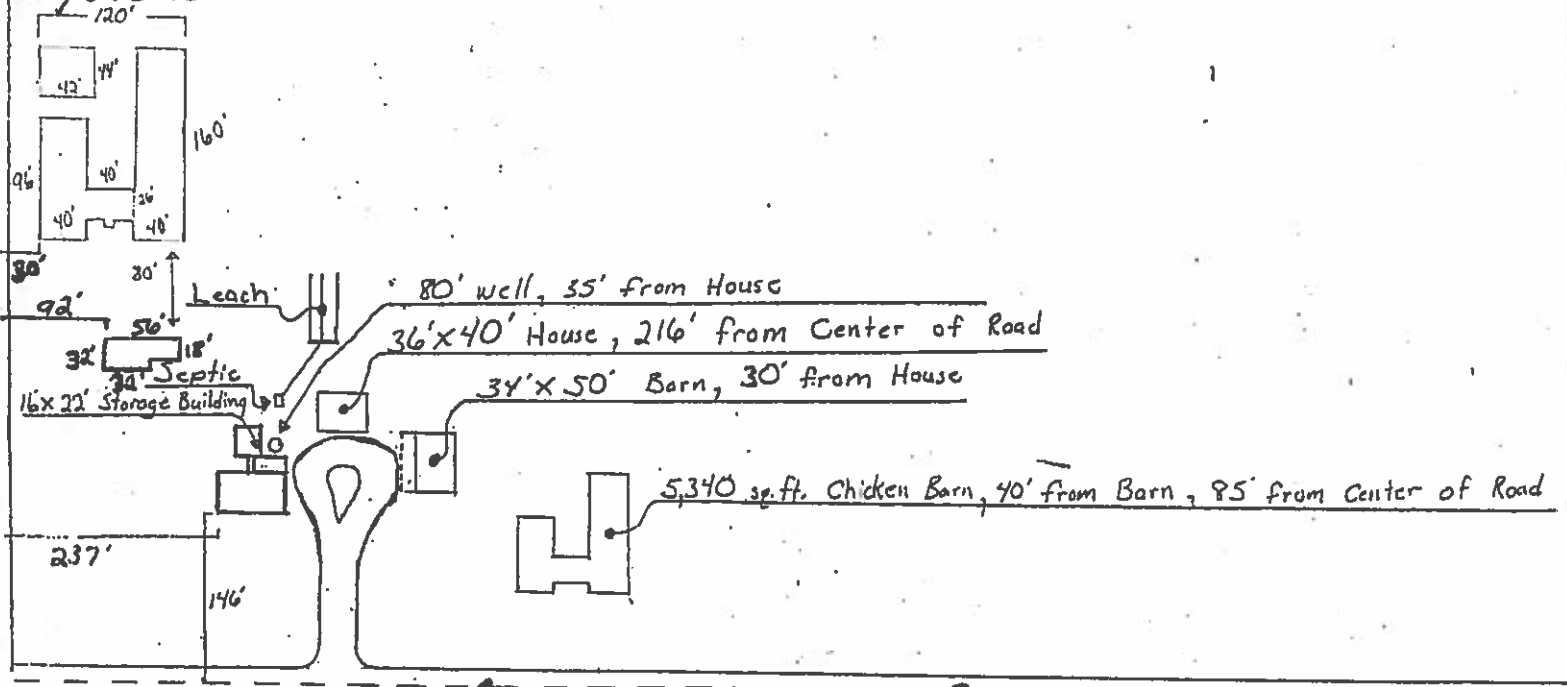 120'
44'
42'
160'
96'
40'
26'
40'
40'
30'
80'
Leach
80' well, 35' from House
92'
56'
36'X40' House, 216' from Center of Road
32'
18'
Septic
34'X50' Barn, 30' from House
16X22' Storage Building
5,340 sq.ft. Chicken Barn, 40' from Barn, 85' from Center of Road
237'
146'